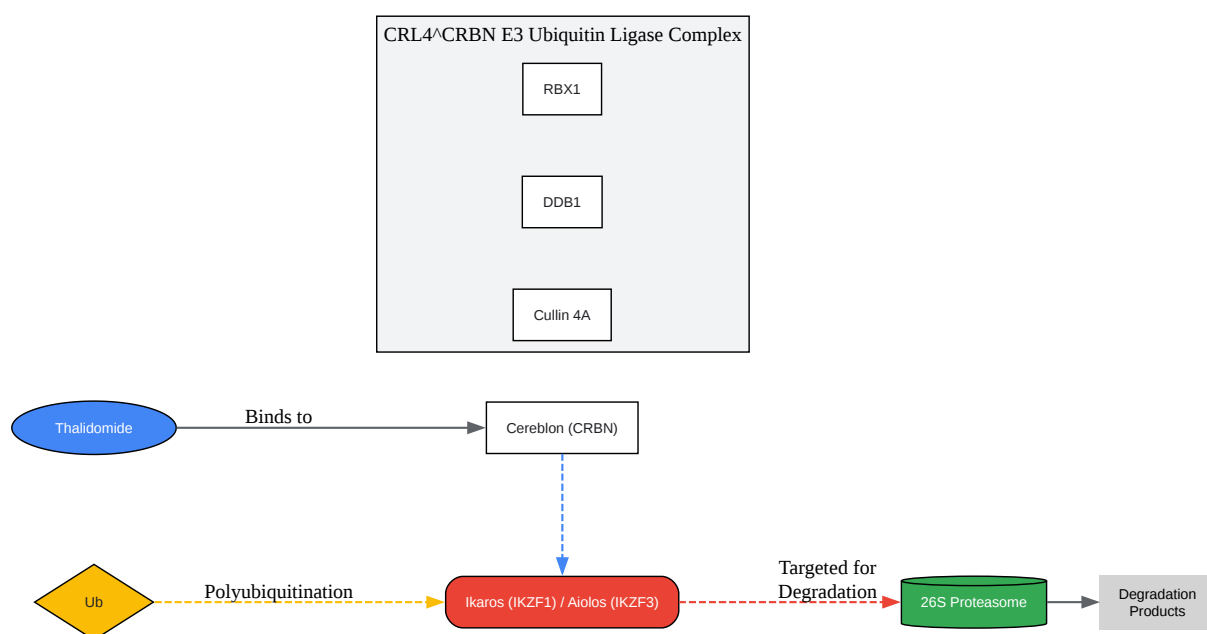 CRL4^CRBN E3 Ubiquitin Ligase Complex
RBX1
DDB1
Cullin 4A
Thalidomide
Binds to
Cereblon (CRBN)
Ub
Polyubiquitination
Ikaros (IKZF1) / Aiolos (IKZF3)
Targeted for
Degradation
26S Proteasome
Degradation
Products